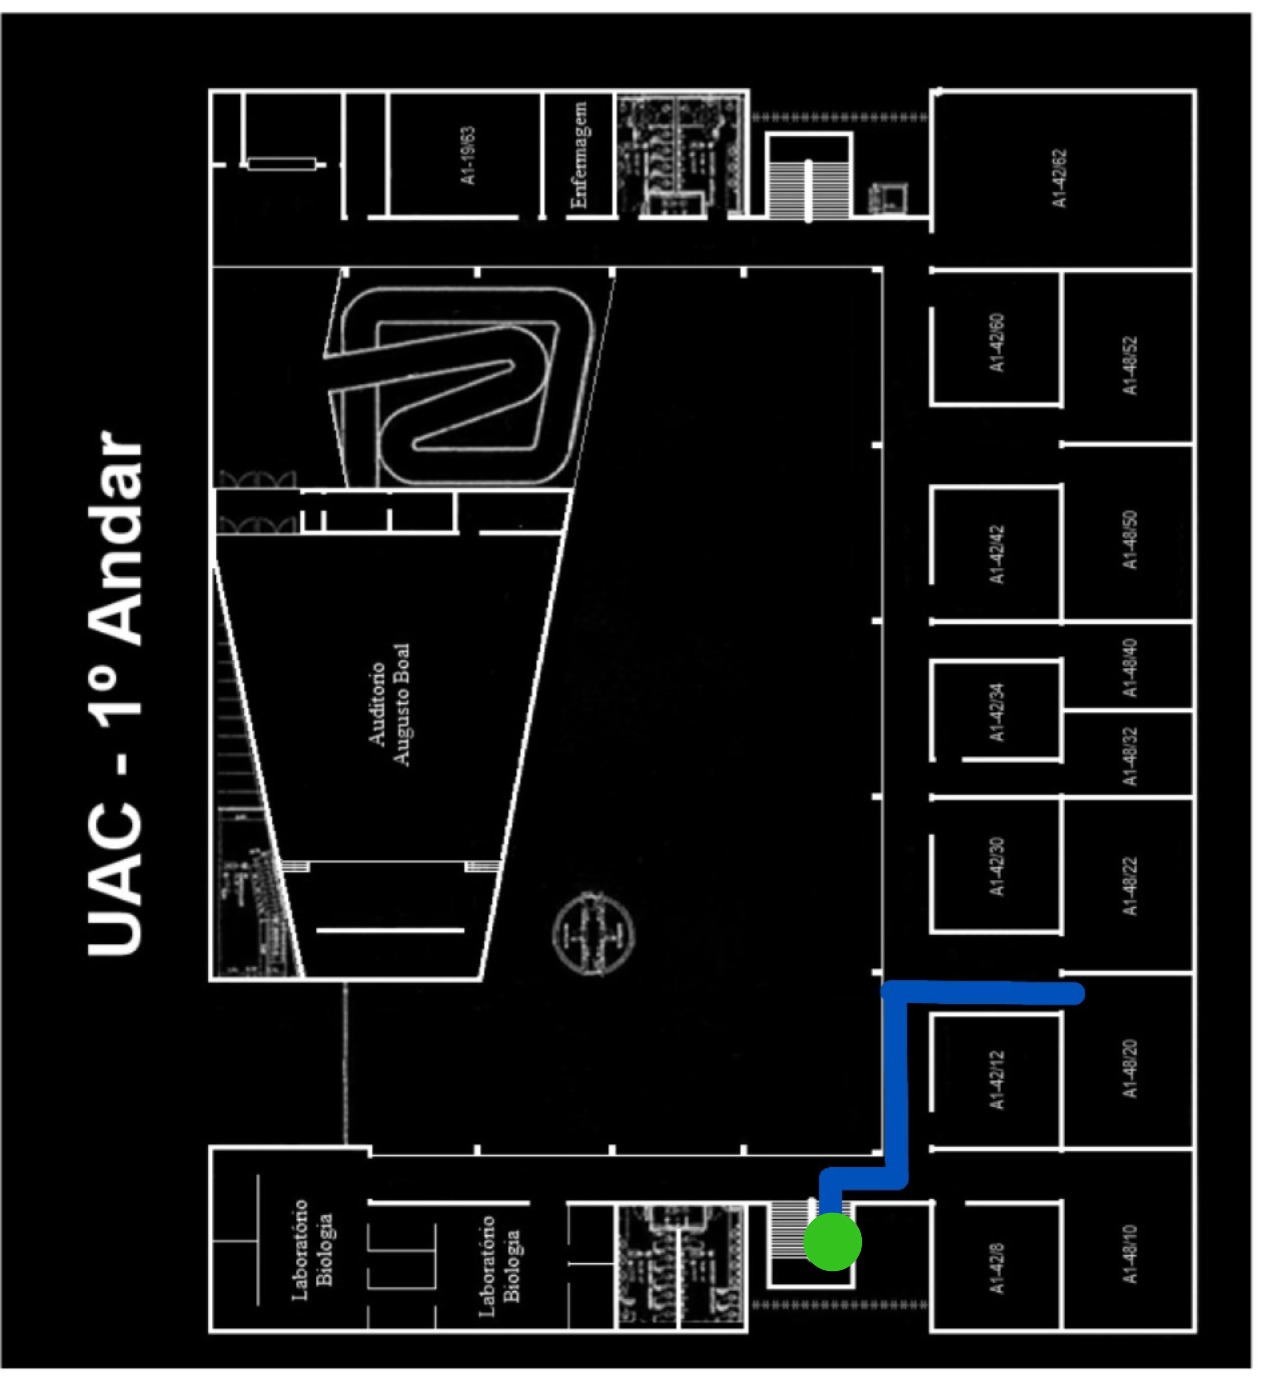 UAC - 1º Andar
A1-19/63
Enfermagem
A1-42/62
A1-42/60
A1-48/52
A1-42/42
A1-48/50
A1-42/34
A1-48/40
A1-48/32
Auditorio
Augusto Boal
A1-42/30
A1-48/22
A1-42/12
A1-48/20
Laboratório
Biologia
Laboratório
Biologia
A1-42/8
A1-48/10